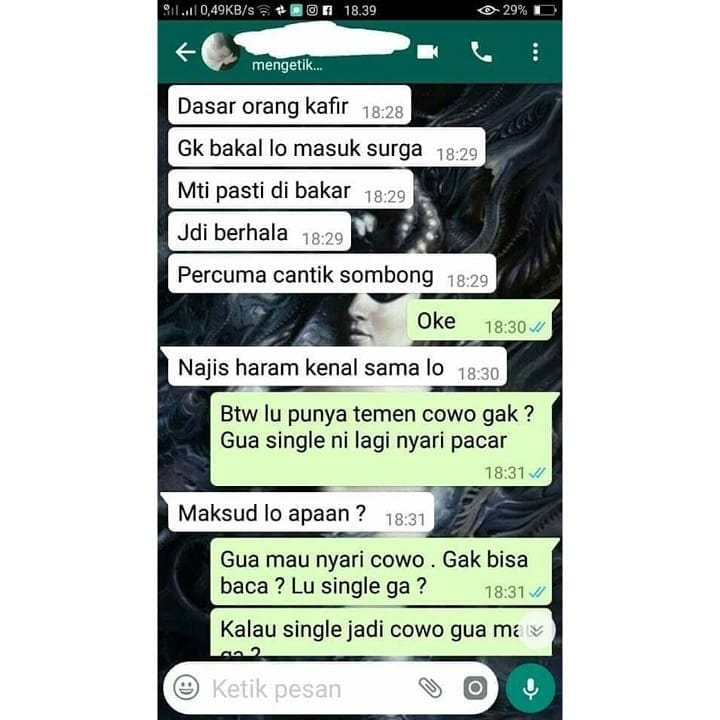 0,49KB/s 18.39 29%
mengetik...
Dasar orang kafir 18:28
Gk bakal lo masuk surga 18:29
Mti pasti di bakar 18:29
Jdi berhala 18:29
Percuma cantik sombong 18:29
Oke 18:30
Najis haram kenal sama lo 18:30
Btw lu punya temen cowo gak ?
Gua single ni lagi nyari pacar
18:31
Maksud lo apaan ? 18:31
Gua mau nyari cowo . Gak bisa
baca ? Lu single ga ? 18:31
Kalau single jadi cowo gua mau
ga ?
Ketik pesan